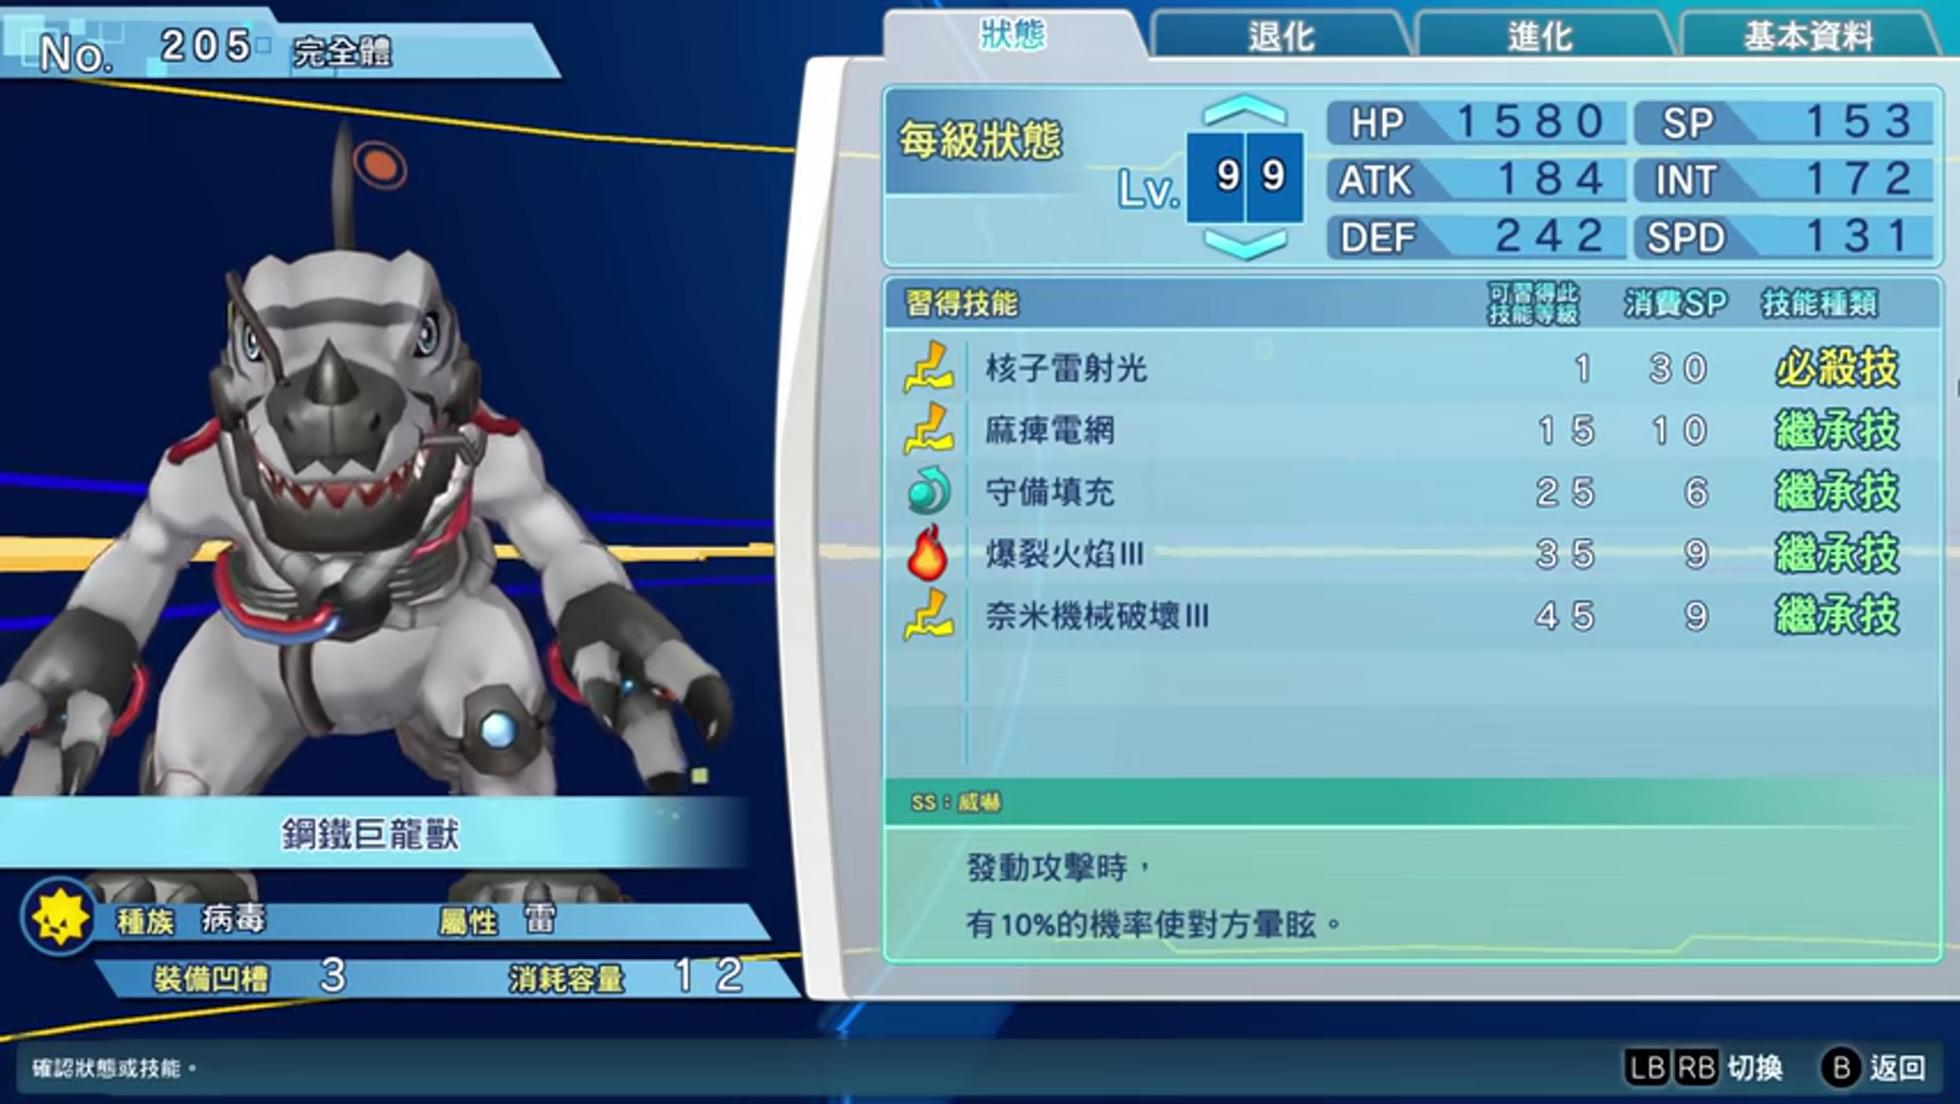 No. 205 完全體
狀態 退化 進化 基本資料
每級狀態
Lv. 99
HP 1580 SP 153
ATK 184 INT 172
DEF 242 SPD 131
習得技能 可習得此技能等級 消費SP 技能種類
核子雷射光 1 30 必殺技
麻痺電網 15 10 繼承技
守備填充 25 6 繼承技
爆裂火焰III 35 9 繼承技
奈米機械破壞III 45 9 繼承技
SS:威嚇
發動攻擊時，
有10%的機率使對方暈眩。
鋼鐵巨龍獸
種族 病毒 屬性 雷
裝備凹槽 3 消耗容量 12
確認狀態或技能。
LB RB 切換 B 返回